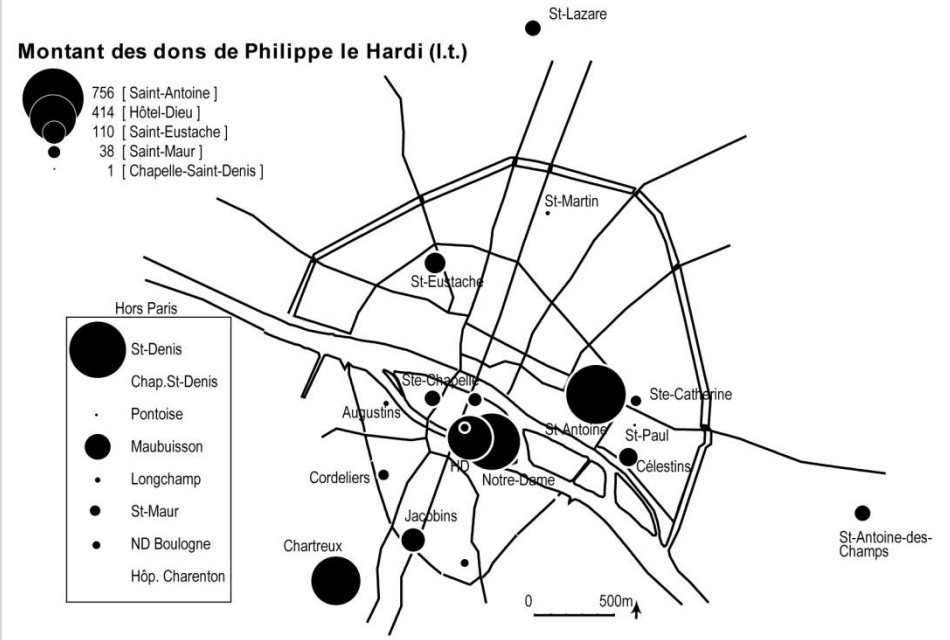 St-Lazare
Montant des dons de Philippe le Hardi (l.t.)
756 [ Saint-Antoine ]
414 [ Hôtel-Dieu ]
110 [ Saint-Eustache ]
38 [ Saint-Maur ]
1 [ Chapelle-Saint-Denis ]
St-Martin
St-Eustache
Hors Paris
St-Denis
Chap.St-Denis
Pontoise
Maubuisson
Longchamp
St-Maur
ND Boulogne
Hôp. Charenton
Ste-Chapelle
Ste-Catherine
Augustins
St Antoine
St-Paul
Célestins
HD
Notre-Dame
Cordeliers
Jacobins
Chartreux
St-Antoine-des-
Champs
0 500m